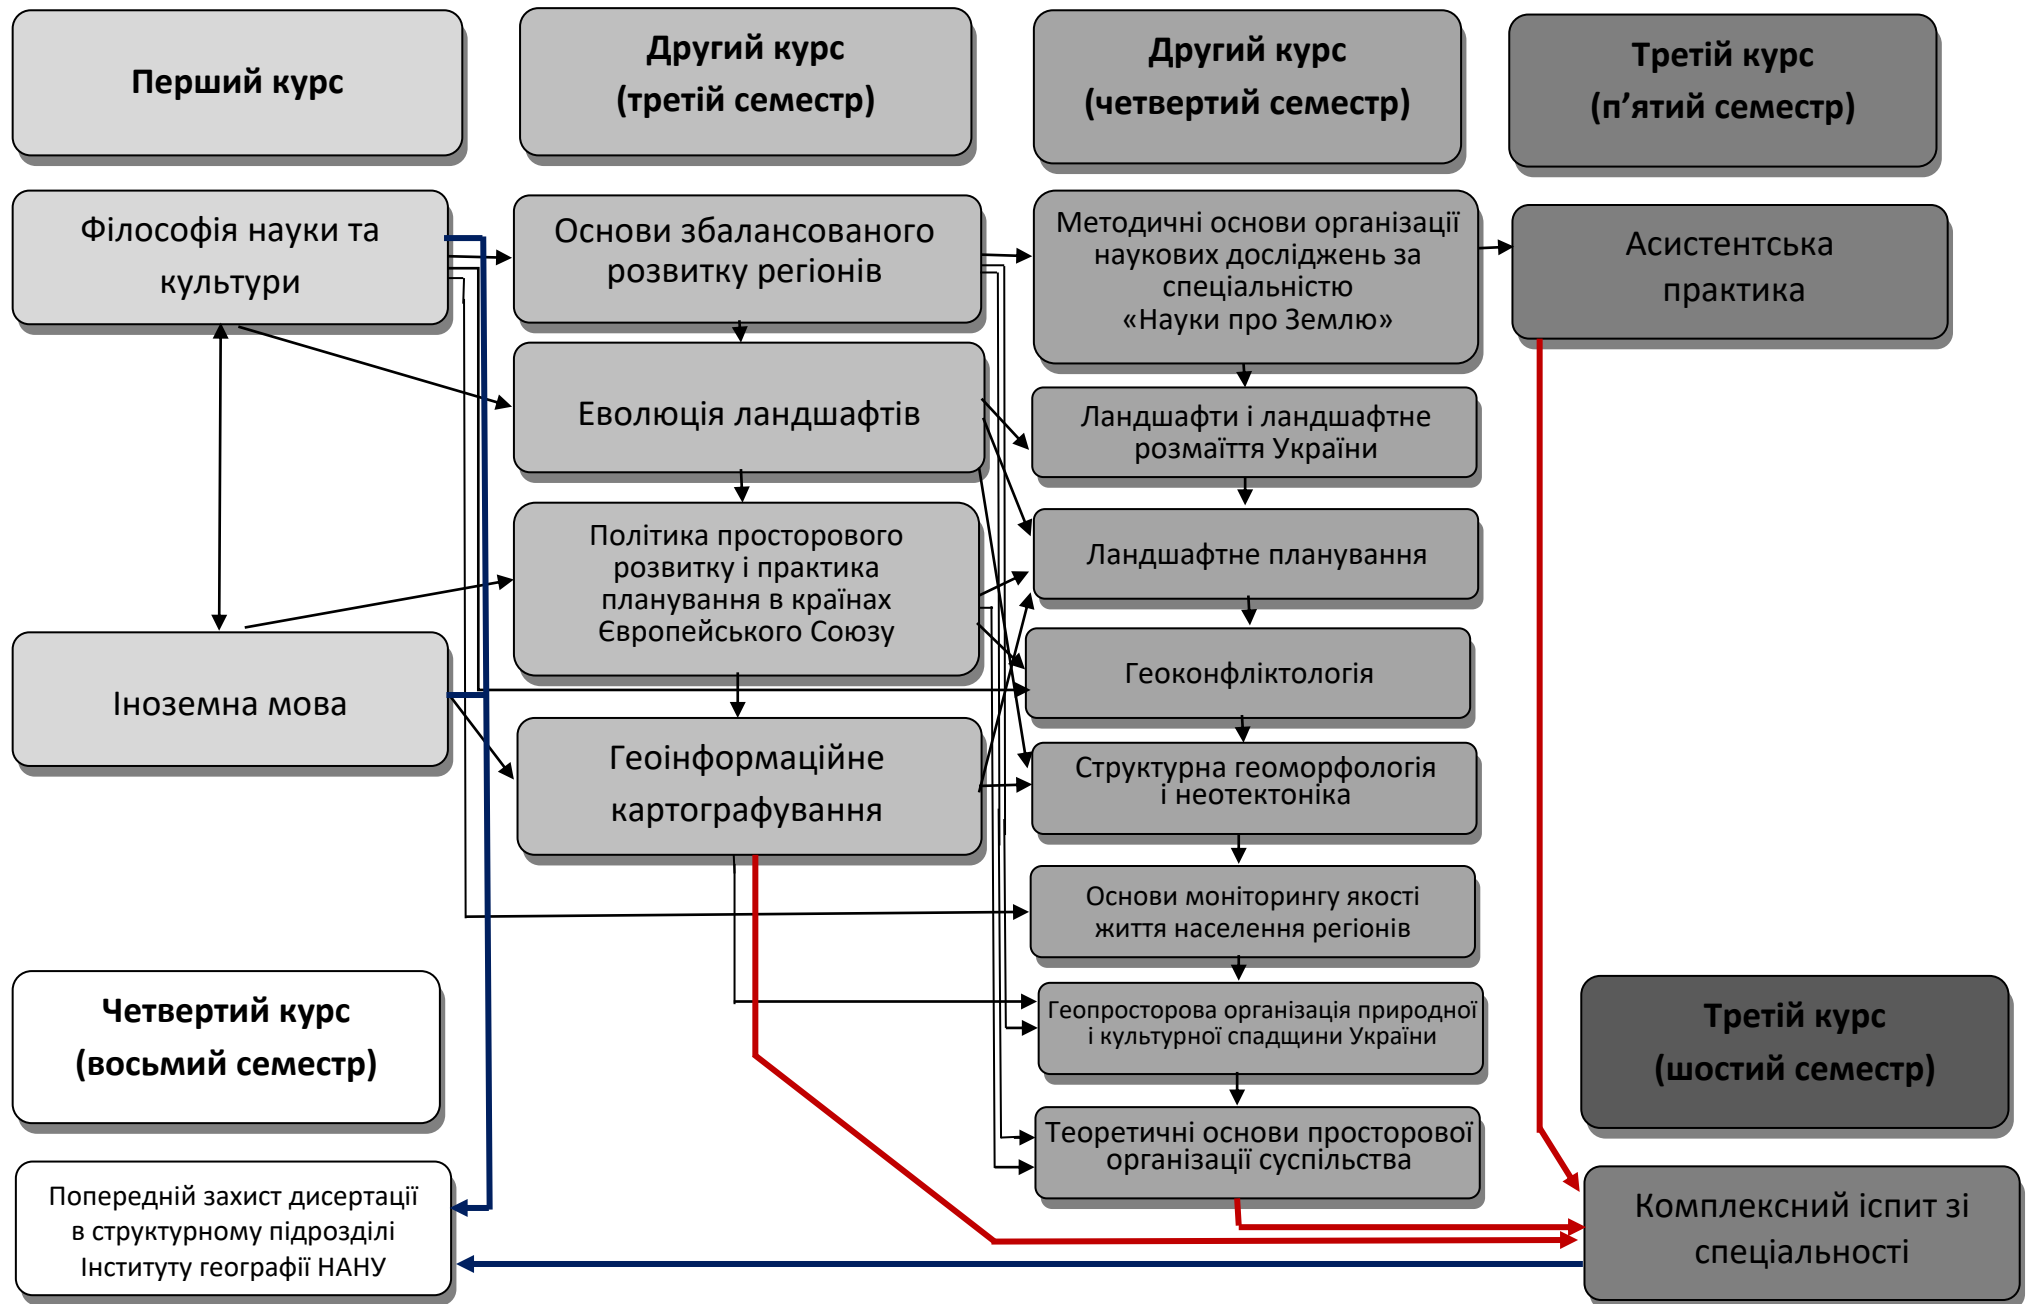 Перший курс
Другий курс
(третій семестр)
Другий курс
(четвертий семестр)
Третій курс
(п’ятий семестр)
Філософія науки та
культури
Іноземна мова
Основи збалансованого
розвитку регіонів
Еволюція ландшафтів
Політика просторового
розвитку і практика
планування в країнах
Європейського Союзу
Геоінформаційне
картографування
Методичні основи організації
наукових досліджень за
спеціальністю
«Науки про Землю»
Ландшафти і ландшафтне
розмаїття України
Ландшафтне планування
Геоконфліктологія
Структурна геоморфологія
і неотектоніка
Основи моніторингу якості
життя населення регіонів
Геопросторова організація природної
і культурної спадщини України
Теоретичні основи просторової
організації суспільства
Асистентська
практика
Третій курс
(шостий семестр)
Комплексний іспит зі
спеціальності
Четвертий курс
(восьмий семестр)
Попередній захист дисертації
в структурному підрозділі
Інституту географії НАНУ